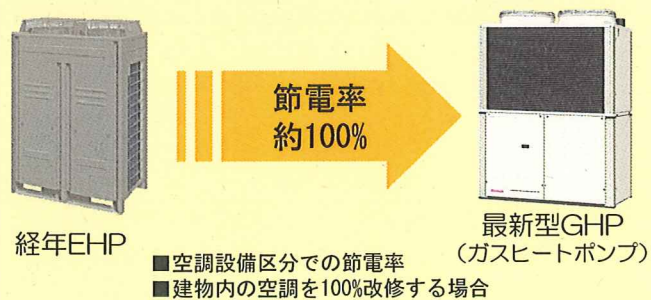 節電率
約100%
経年EHP
最新型GHP
（ガスヒートポンプ）
■空調設備区分での節電率
■建物内の空調を100%改修する場合